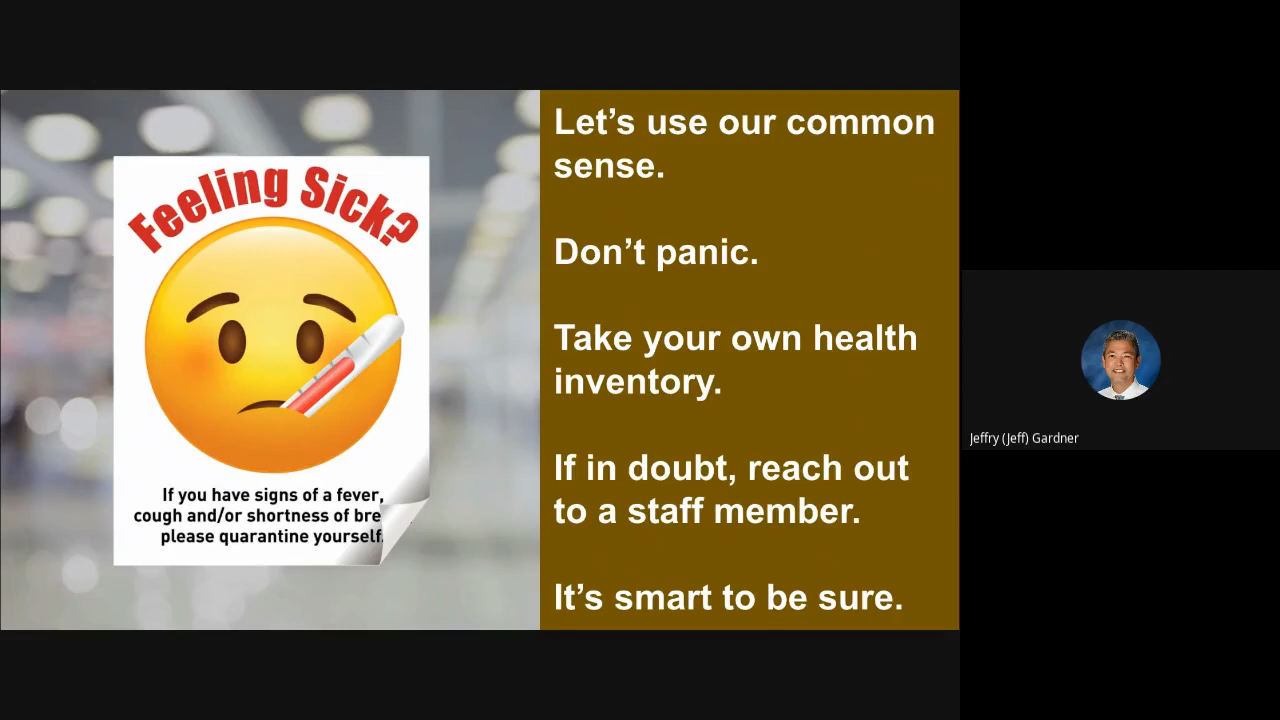 Feeling Sick?
If you have signs of a fever,
cough and/or shortness of bre
please quarantine yourself.
Let’s use our common
sense.
Don’t panic.
Take your own health
inventory.
If in doubt, reach out
to a staff member.
It’s smart to be sure.
Jeffry (Jeff) Gardner